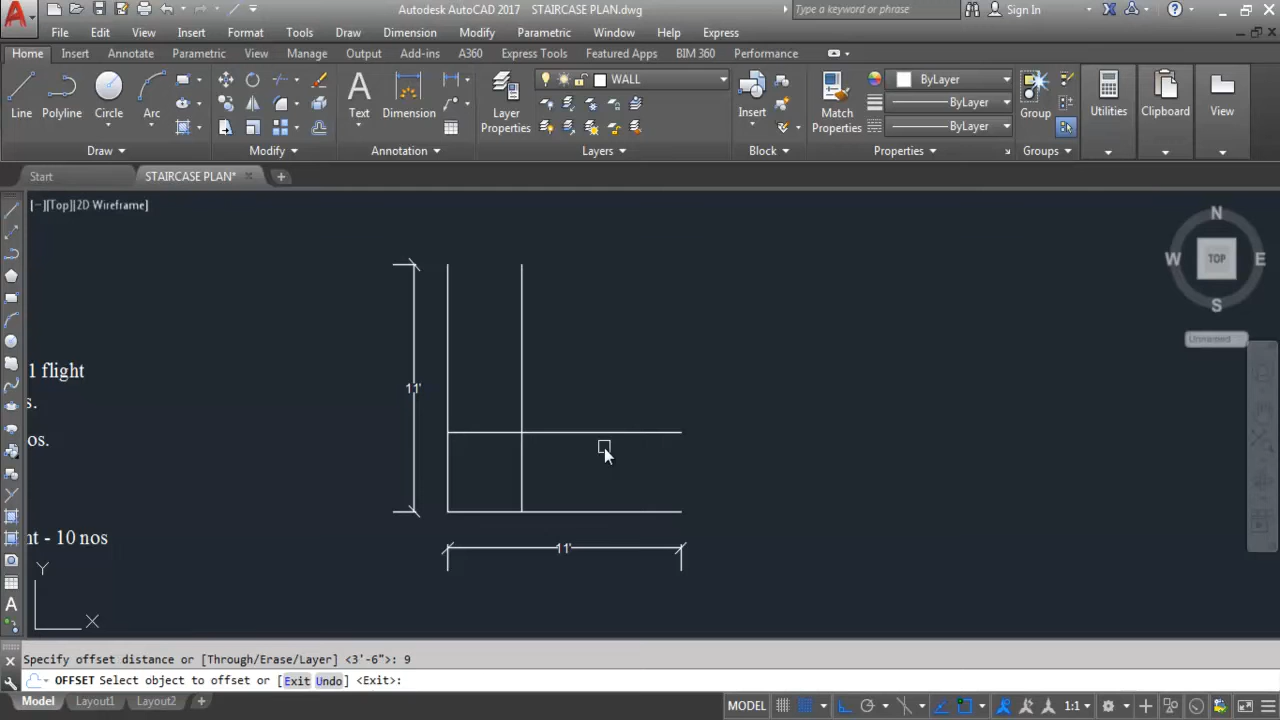 Autodesk AutoCAD 2017 STAIRCASE PLAN.dwg
Type a keyword or phrase
Sign In
File Edit View Insert Format Tools Draw Dimension Modify Parametric Window Help Express
Home Insert Annotate Parametric View Manage Output Add-ins A360 Express Tools Featured Apps BIM 360 Performance
WALL
ByLayer
ByLayer
ByLayer
Line Polyline Circle Arc
Text Dimension
Layer Properties
Insert
Match Properties
Group
Utilities Clipboard View
Draw Modify Annotation Layers Block Properties Groups
Start STAIRCASE PLAN*
[−][Top][2D Wireframe]
N
W TOP E
S
Unnamed
1 flight
s.
11'
os.
nt - 10 nos
11'
Y
X
Specify offset distance or [Through/Erase/Layer] <3'-6">: 9
OFFSET Select object to offset or [Exit Undo] <Exit>:
Model Layout1 Layout2 +
MODEL
1:1